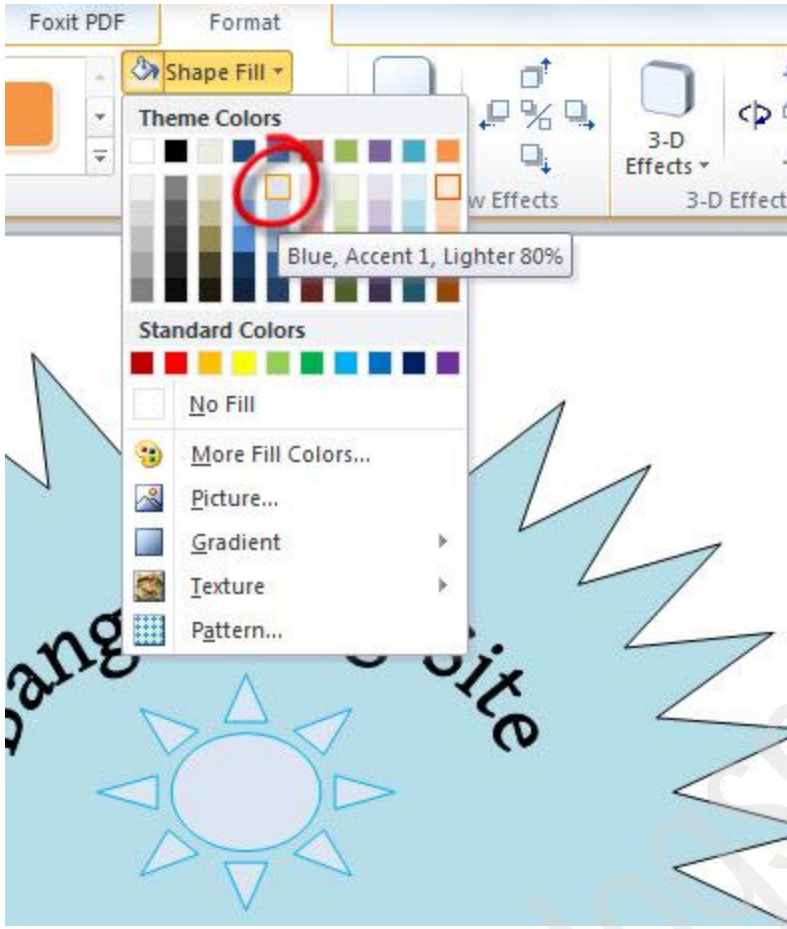 Foxit PDF Format
Shape Fill
Theme Colors
3-D
Effects
w Effects
3-D Effect
Blue, Accent 1, Lighter 80%
Standard Colors
No Fill
More Fill Colors...
Picture...
Gradient
Texture
Pattern...
Bang
Site